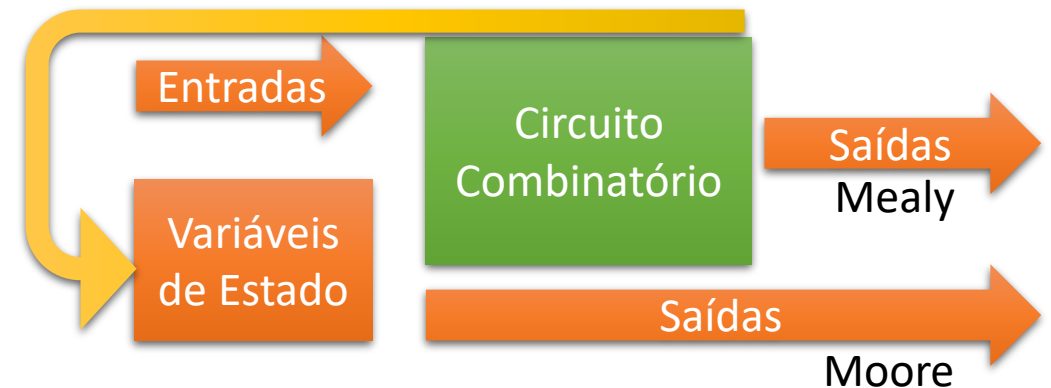 Entradas
Circuito
Combinatório
Saídas
Mealy
Variáveis
de Estado
Saídas
Moore